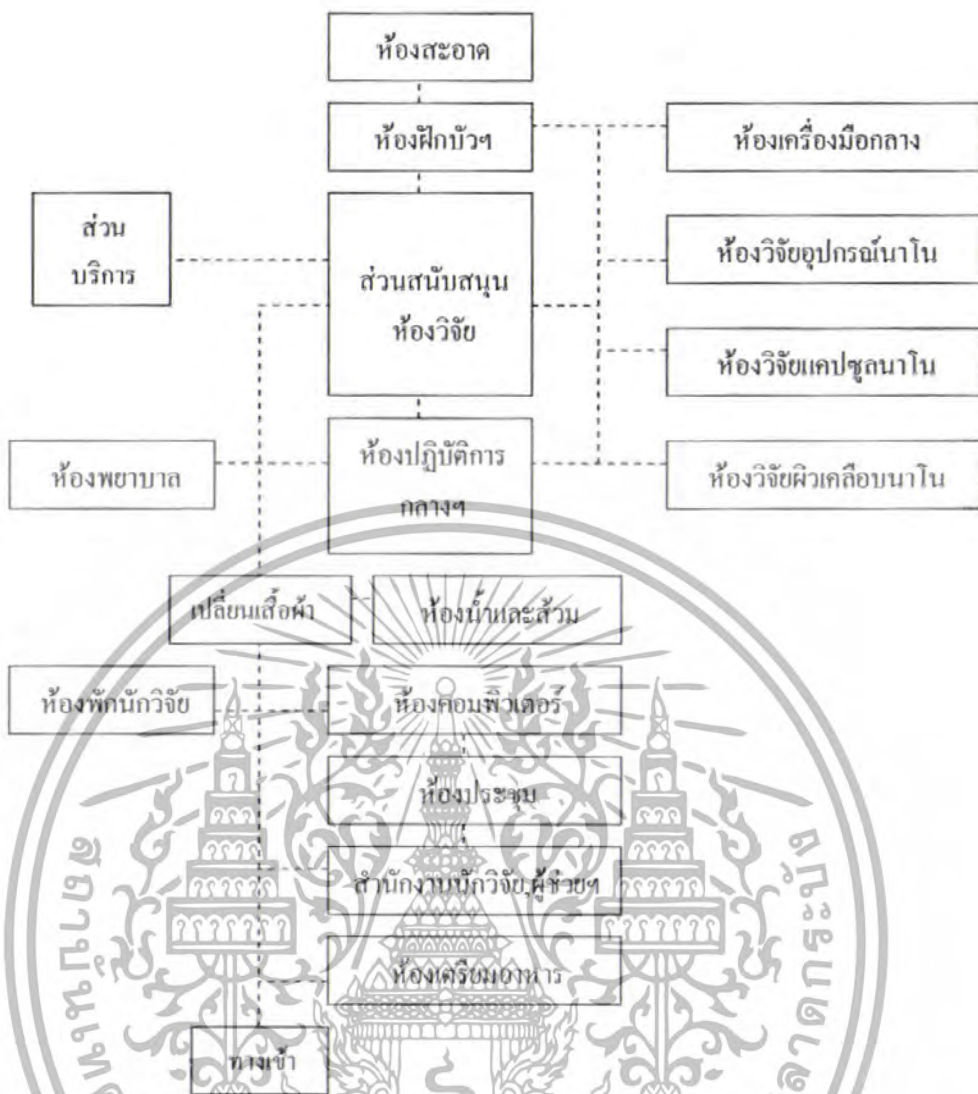 ห้องสะอาด
ห้องฝักบัวฯ
ห้องเครื่องมือกลาง
ส่วน
บริการ
ส่วนสนับสนุน
ห้องวิจัย
ห้องวิจัยอุปกรณ์นาโน
ห้องวิจัยแคปซูลนาโน
ห้องพยาบาล
ห้องปฏิบัติการ
กลางฯ
ห้องวิจัยผิวเคลือบนาโน
เปลี่ยนเสื้อผ้า
ห้องน้ำและส้วม
ห้องพักนักวิจัย
ห้องคอมพิวเตอร์
ห้องประชุม
สำนักงานนักวิจัย,ผู้ช่วยฯ
ห้องเตรียมอาหาร
ทางเข้า